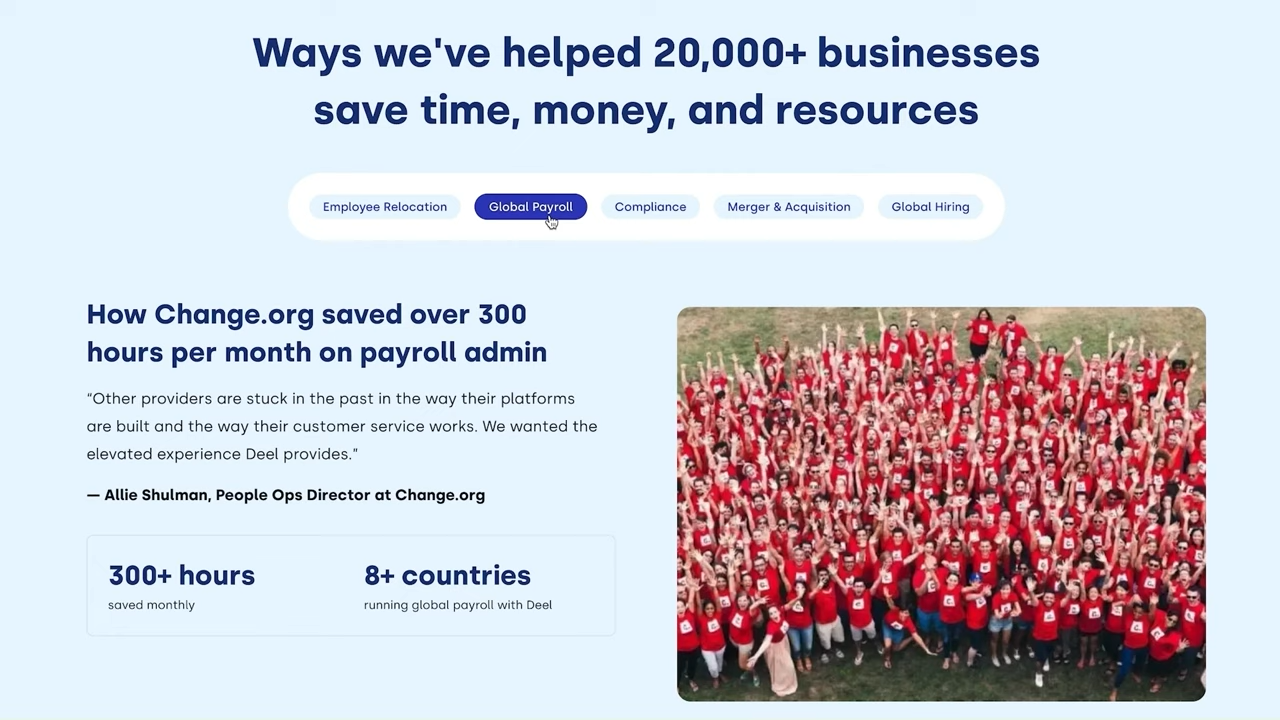 Ways we've helped 20,000+ businesses
save time, money, and resources
Employee Relocation
Global Payroll
Compliance
Merger & Acquisition
Global Hiring
How Change.org saved over 300
hours per month on payroll admin
“Other providers are stuck in the past in the way their platforms
are built and the way their customer service works. We wanted the
elevated experience Deel provides.”
— Allie Shulman, People Ops Director at Change.org
300+ hours
saved monthly
8+ countries
running global payroll with Deel